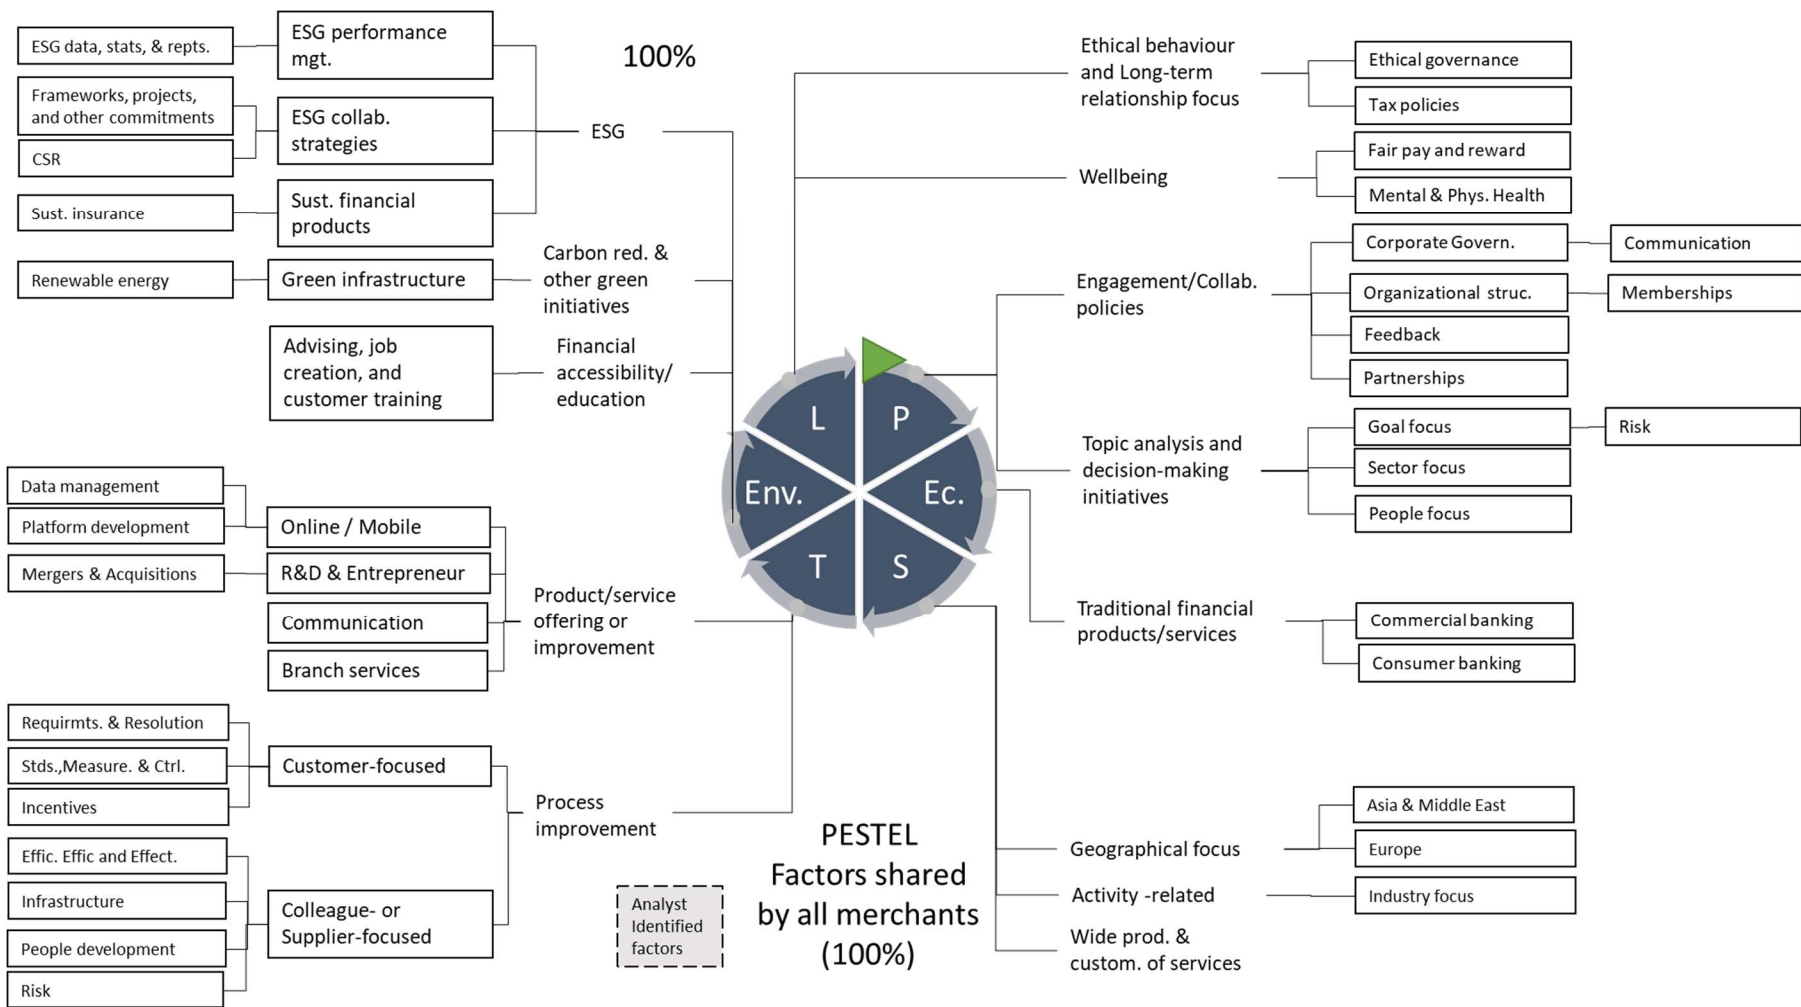 100%
ESG data, stats, & repts.
ESG performance
mgt.
Frameworks, projects,
and other commitments
CSR
ESG collab.
strategies
Sust. insurance
Sust. financial
products
ESG
Renewable energy
Green infrastructure
Carbon red. &
other green
initiatives
Advising, job
creation, and
customer training
Financial
accessibility/
education
Data management
Platform development
Online / Mobile
Mergers & Acquisitions
R&D & Entrepreneur
Communication
Branch services
Product/service
offering or
improvement
Requirmts. & Resolution
Stds.,Measure. & Ctrl.
Incentives
Customer-focused
Effic. Effic and Effect.
Infrastructure
People development
Risk
Colleague- or
Supplier-focused
Process
improvement
L
P
Env.
Ec.
T
S
Analyst
Identified
factors
PESTEL
Factors shared
by all merchants
(100%)
Ethical behaviour
and Long-term
relationship focus
Ethical governance
Tax policies
Wellbeing
Fair pay and reward
Mental & Phys. Health
Engagement/Collab.
policies
Corporate Govern.
Communication
Organizational struc.
Memberships
Feedback
Partnerships
Topic analysis and
decision-making
initiatives
Goal focus
Risk
Sector focus
People focus
Traditional financial
products/services
Commercial banking
Consumer banking
Geographical focus
Asia & Middle East
Europe
Activity -related
Industry focus
Wide prod. &
custom. of services